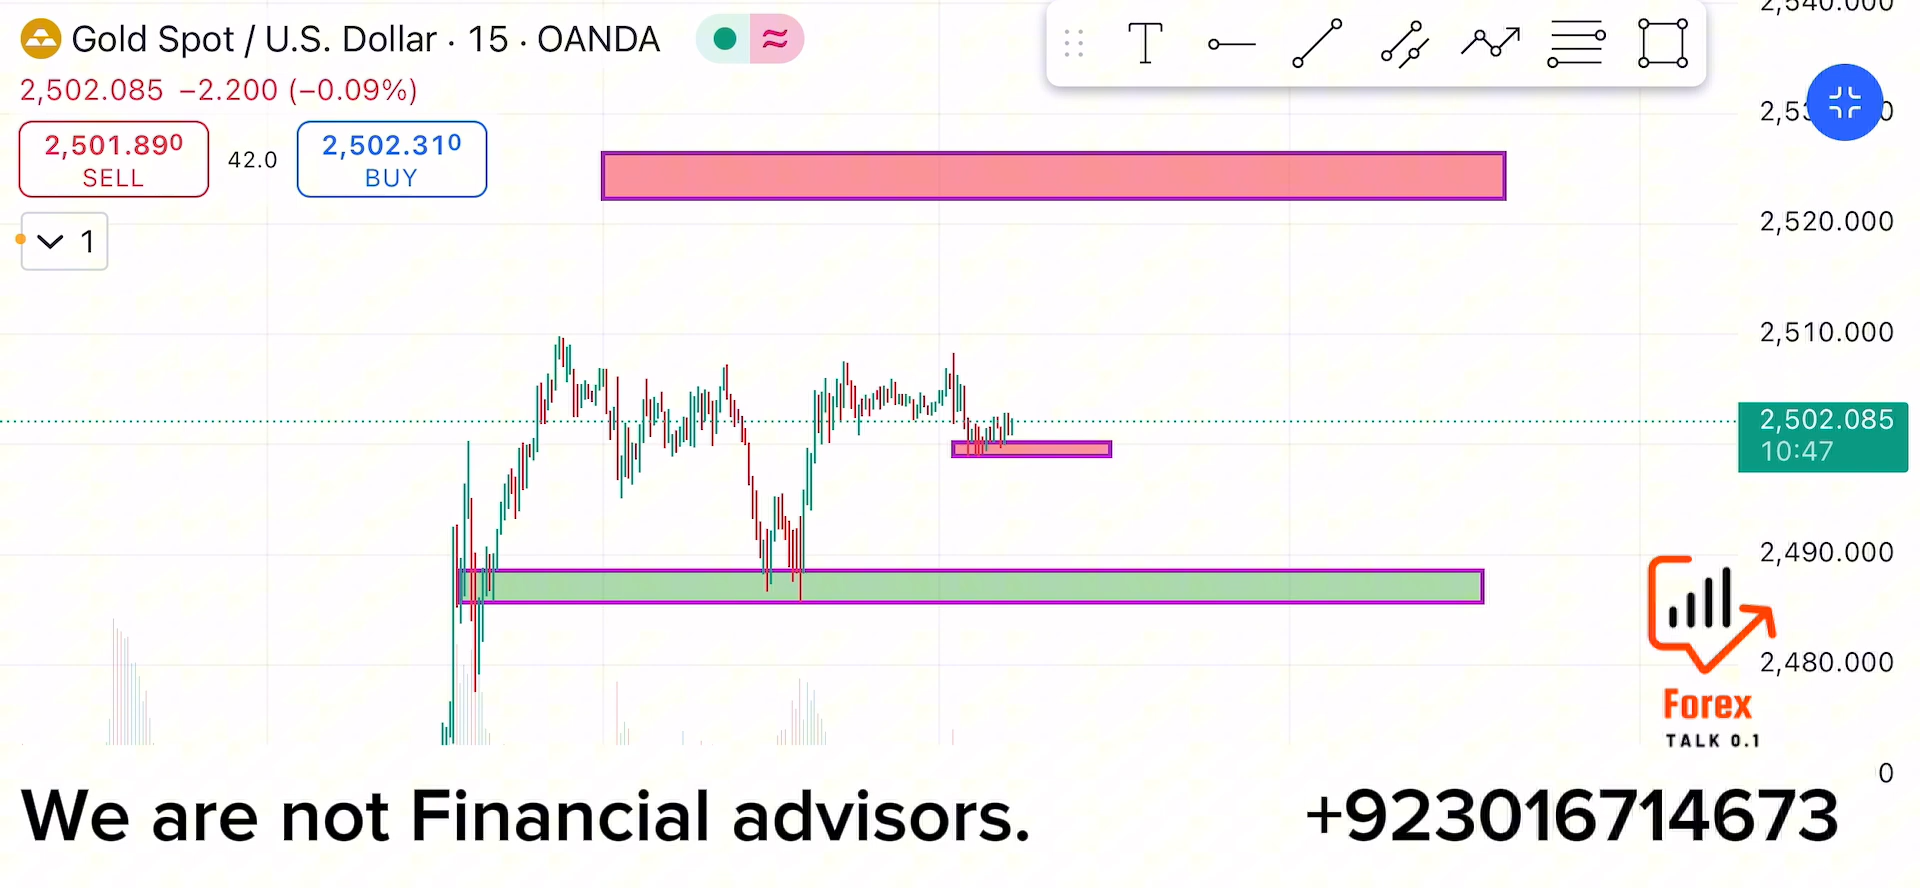 Gold Spot / U.S. Dollar · 15 · OANDA
2,502.085 −2.200 (−0.09%)
2,501.890
SELL
42.0
2,502.310
BUY
1
T
2,520.000
2,510.000
2,502.085
10:47
2,490.000
2,480.000
0
Forex
TALK 0.1
We are not Financial advisors.
+923016714673